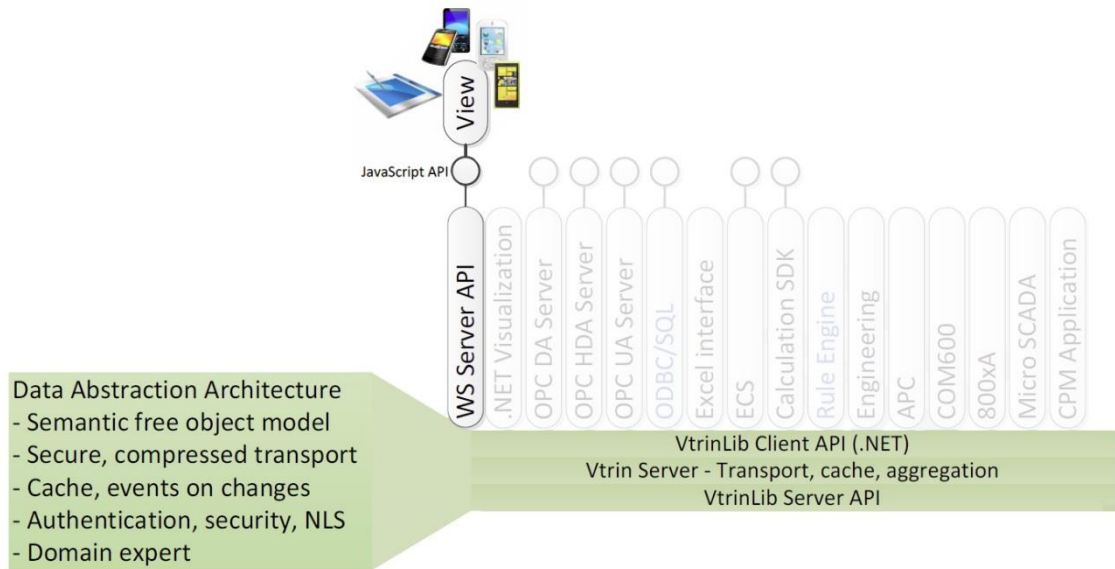 View
JavaScript API
WS Server API
.NET Visualization
OPC DA Server
OPC HDA Server
OPC UA Server
ODBC/SQL
Excel interface
ECS
Calculation SDK
Rule Engine
Engineering
APC
COM600
800xA
Micro SCADA
CPM Application
Data Abstraction Architecture
- Semantic free object model
- Secure, compressed transport
- Cache, events on changes
- Authentication, security, NLS
- Domain expert
VtrinLib Client API (.NET)
Vtrin Server - Transport, cache, aggregation
VtrinLib Server API